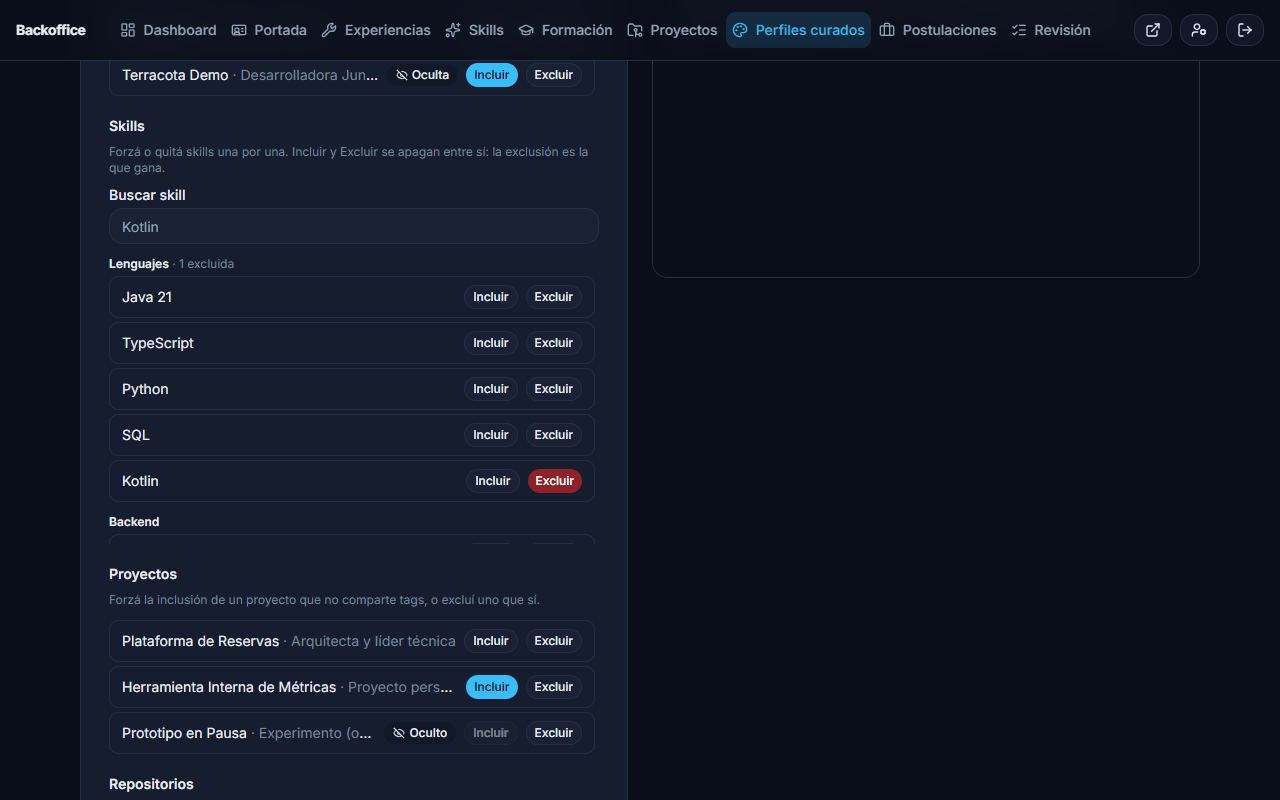 Backoffice Dashboard Portada Experiencias Skills Formación Proyectos Perfiles curados Postulaciones Revisión
Terracota Demo · Desarrolladora Jun... Oculta Incluir Excluir
Skills
Forzá o quitá skills una por una. Incluir y Excluir se apagan entre sí: la exclusión es la
que gana.
Buscar skill
Kotlin
Lenguajes · 1 excluida
Java 21 Incluir Excluir
TypeScript Incluir Excluir
Python Incluir Excluir
SQL Incluir Excluir
Kotlin Incluir Excluir
Backend
Proyectos
Forzá la inclusión de un proyecto que no comparte tags, o excluí uno que sí.
Plataforma de Reservas · Arquitecta y líder técnica Incluir Excluir
Herramienta Interna de Métricas · Proyecto pers... Incluir Excluir
Prototipo en Pausa · Experimento (o... Oculto Incluir Excluir
Repositorios